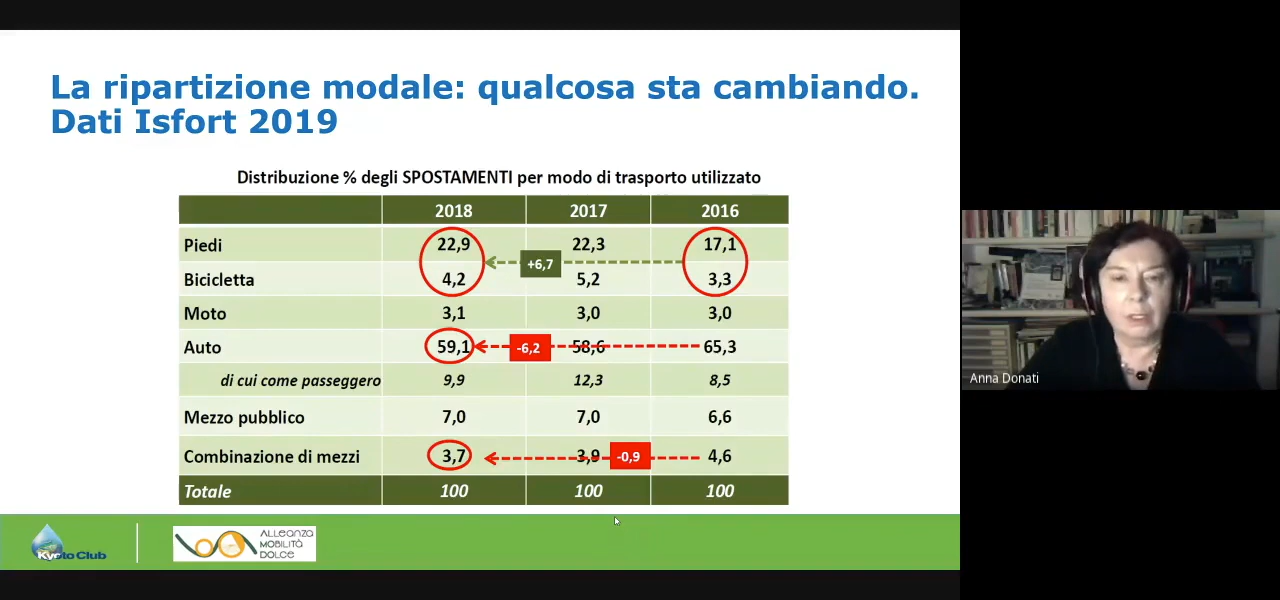 La ripartizione modale: qualcosa sta cambiando.
Dati Isfort 2019
Distribuzione % degli SPOSTAMENTI per modo di trasporto utilizzato
2018 2017 2016
Piedi 22,9 22,3 17,1
+6,7
Bicicletta 4,2 5,2 3,3
Moto 3,1 3,0 3,0
Auto 59,1 -6,2 58,6 65,3
di cui come passeggero 9,9 12,3 8,5
Mezzo pubblico 7,0 7,0 6,6
Combinazione di mezzi 3,7 3,9 -0,9 4,6
Totale 100 100 100
Kyoto Club
ALLEANZA
MOBILITÀ
DOLCE
Anna Donati